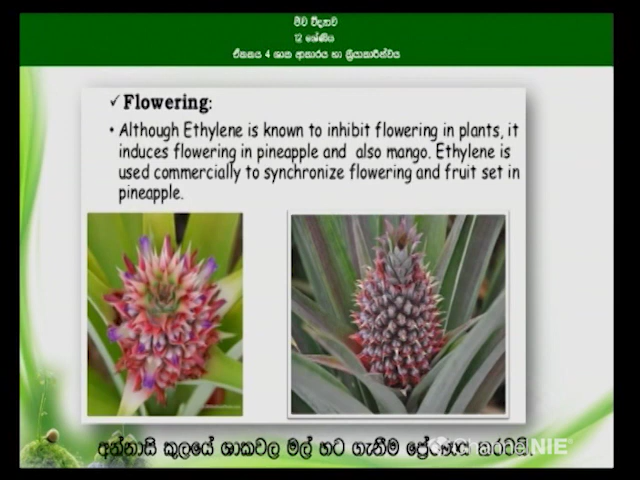 ජීව විද්‍යාව
12 ශ්‍රේණිය
ඒකකය 4 ශාක ආකාරය හා ක්‍රියාකාරීත්වය
✓ Flowering:
• Although Ethylene is known to inhibit flowering in plants, it
induces flowering in pineapple and also mango. Ethylene is
used commercially to synchronize flowering and fruit set in
pineapple.
අන්නාසි කුලයේ ශාකවල මල් හට ගැනීම ප්‍රේරණය කරවයි.
Channel NIE